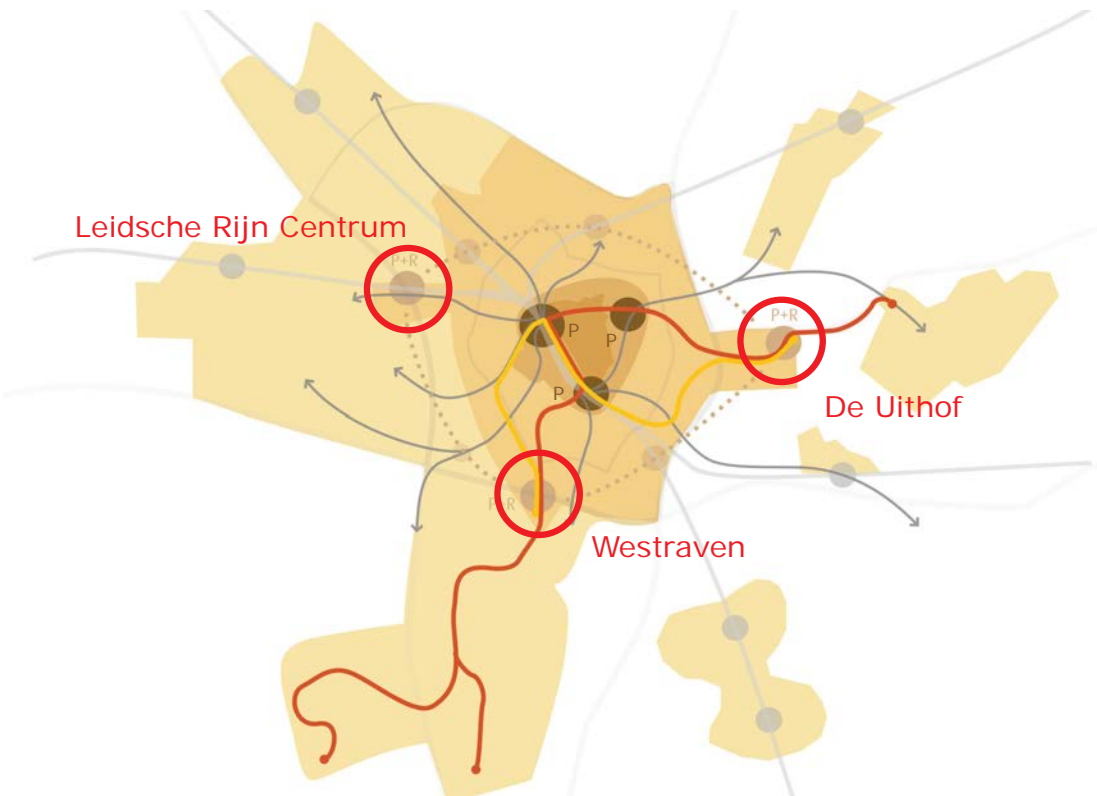 Leidsche Rijn Centrum
P+R
P+R
P
P
P
De Uithof
P+R
Westraven